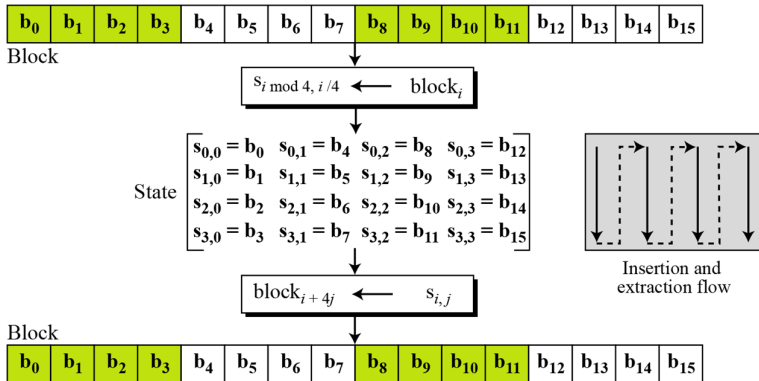 b₀ b₁ b₂ b₃ b₄ b₅ b₆ b₇ b₈ b₉ b₁₀ b₁₁ b₁₂ b₁₃ b₁₄ b₁₅
Block
s_{i mod 4, i/4} ← block_i
s₀,₀ = b₀ s₀,₁ = b₄ s₀,₂ = b₈ s₀,₃ = b₁₂
s₁,₀ = b₁ s₁,₁ = b₅ s₁,₂ = b₉ s₁,₃ = b₁₃
State
s₂,₀ = b₂ s₂,₁ = b₆ s₂,₂ = b₁₀ s₂,₃ = b₁₄
s₃,₀ = b₃ s₃,₁ = b₇ s₃,₂ = b₁₁ s₃,₃ = b₁₅
Insertion and
extraction flow
block_{i + 4j} ← s_{i, j}
Block
b₀ b₁ b₂ b₃ b₄ b₅ b₆ b₇ b₈ b₉ b₁₀ b₁₁ b₁₂ b₁₃ b₁₄ b₁₅